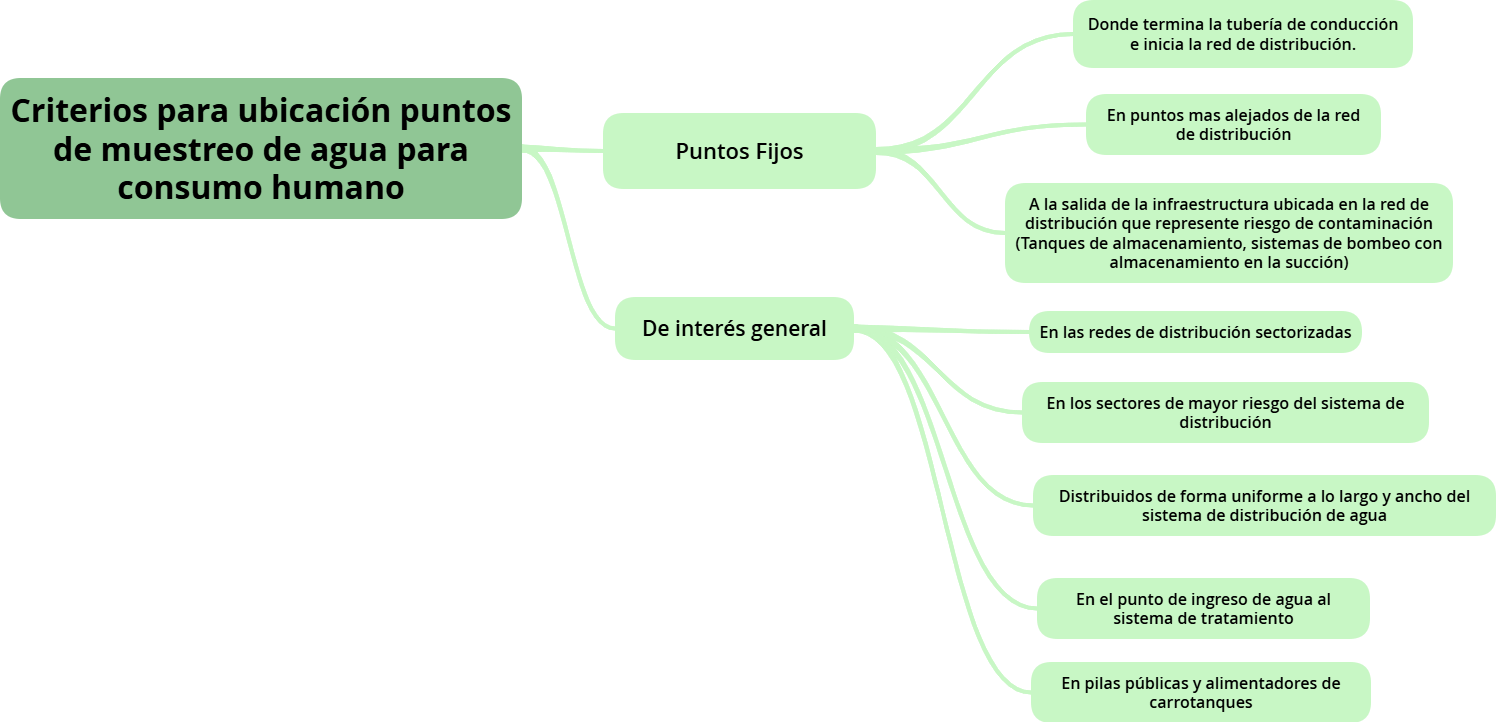 Criterios para ubicación puntos
de muestreo de agua para
consumo humano
Puntos Fijos
Donde termina la tubería de conducción
e inicia la red de distribución.
En puntos mas alejados de la red
de distribución
A la salida de la infraestructura ubicada en la red de
distribución que represente riesgo de contaminación
(Tanques de almacenamiento, sistemas de bombeo con
almacenamiento en la succión)
De interés general
En las redes de distribución sectorizadas
En los sectores de mayor riesgo del sistema de
distribución
Distribuidos de forma uniforme a lo largo y ancho del
sistema de distribución de agua
En el punto de ingreso de agua al
sistema de tratamiento
En pilas públicas y alimentadores de
carrotanques